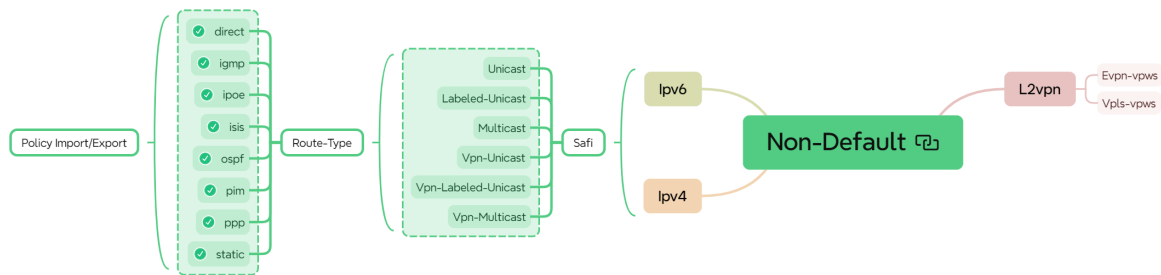 Policy Import/Export
direct
igmp
ipoe
isis
ospf
pim
ppp
static
Route-Type
Unicast
Labeled-Unicast
Multicast
Vpn-Unicast
Vpn-Labeled-Unicast
Vpn-Multicast
Safi
Ipv6
Ipv4
Non-Default
L2vpn
Evpn-vpws
Vpls-vpws